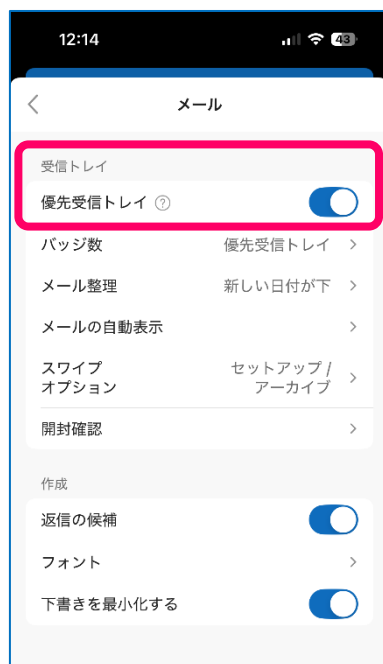 12:14
43
メール
受信トレイ
優先受信トレイ ?
バッジ数
優先受信トレイ
メール整理
新しい日付が下
メールの自動表示
スワイプ
オプション
セットアップ /
アーカイブ
開封確認
作成
返信の候補
フォント
下書きを最小化する